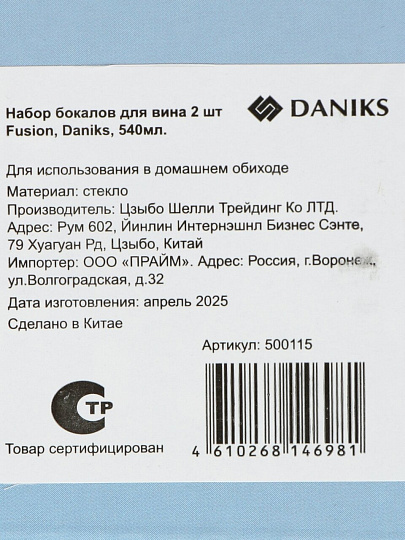 Набор бокалов для вина 2 шт
Fusion, Daniks, 540мл.
DANIKS
Для использования в домашнем обиходе
Материал: стекло
Производитель: Цзыбо Шелли Трейдинг Ко ЛТД.
Адрес: Рум 602, Йинлин Интернэшнл Бизнес Сэнте,
79 Хуагуан Рд, Цзыбо, Китай
Импортер: ООО «ПРАЙМ». Адрес: Россия, г.Воронеж,
ул.Волгоградская, д.32
Дата изготовления: апрель 2025
Сделано в Китае
Артикул: 500115
СТР
Товар сертифицирован
4 610268 146981